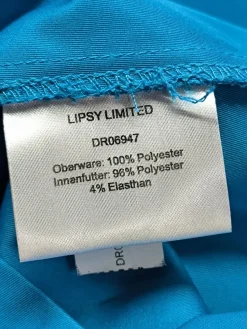 LIPSY LIMITED
DR06947
Oberware: 100% Polyester
Innenfutter: 96% Polyester
4% Elasthan